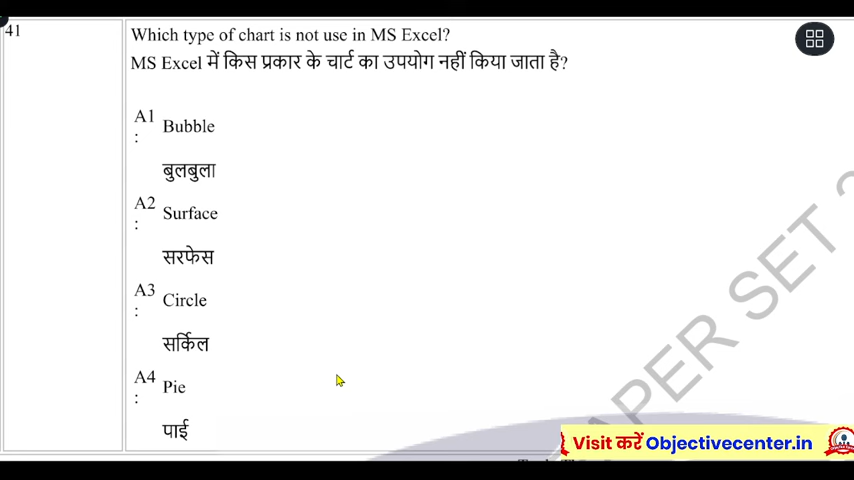 41
Which type of chart is not use in MS Excel?
MS Excel में किस प्रकार के चार्ट का उपयोग नहीं किया जाता है?
A1
:
Bubble
बुलबुला
A2
:
Surface
सरफेस
A3
:
Circle
सर्किल
A4
:
Pie
पाई
PAPER SET
Visit करें Objectivecenter.in